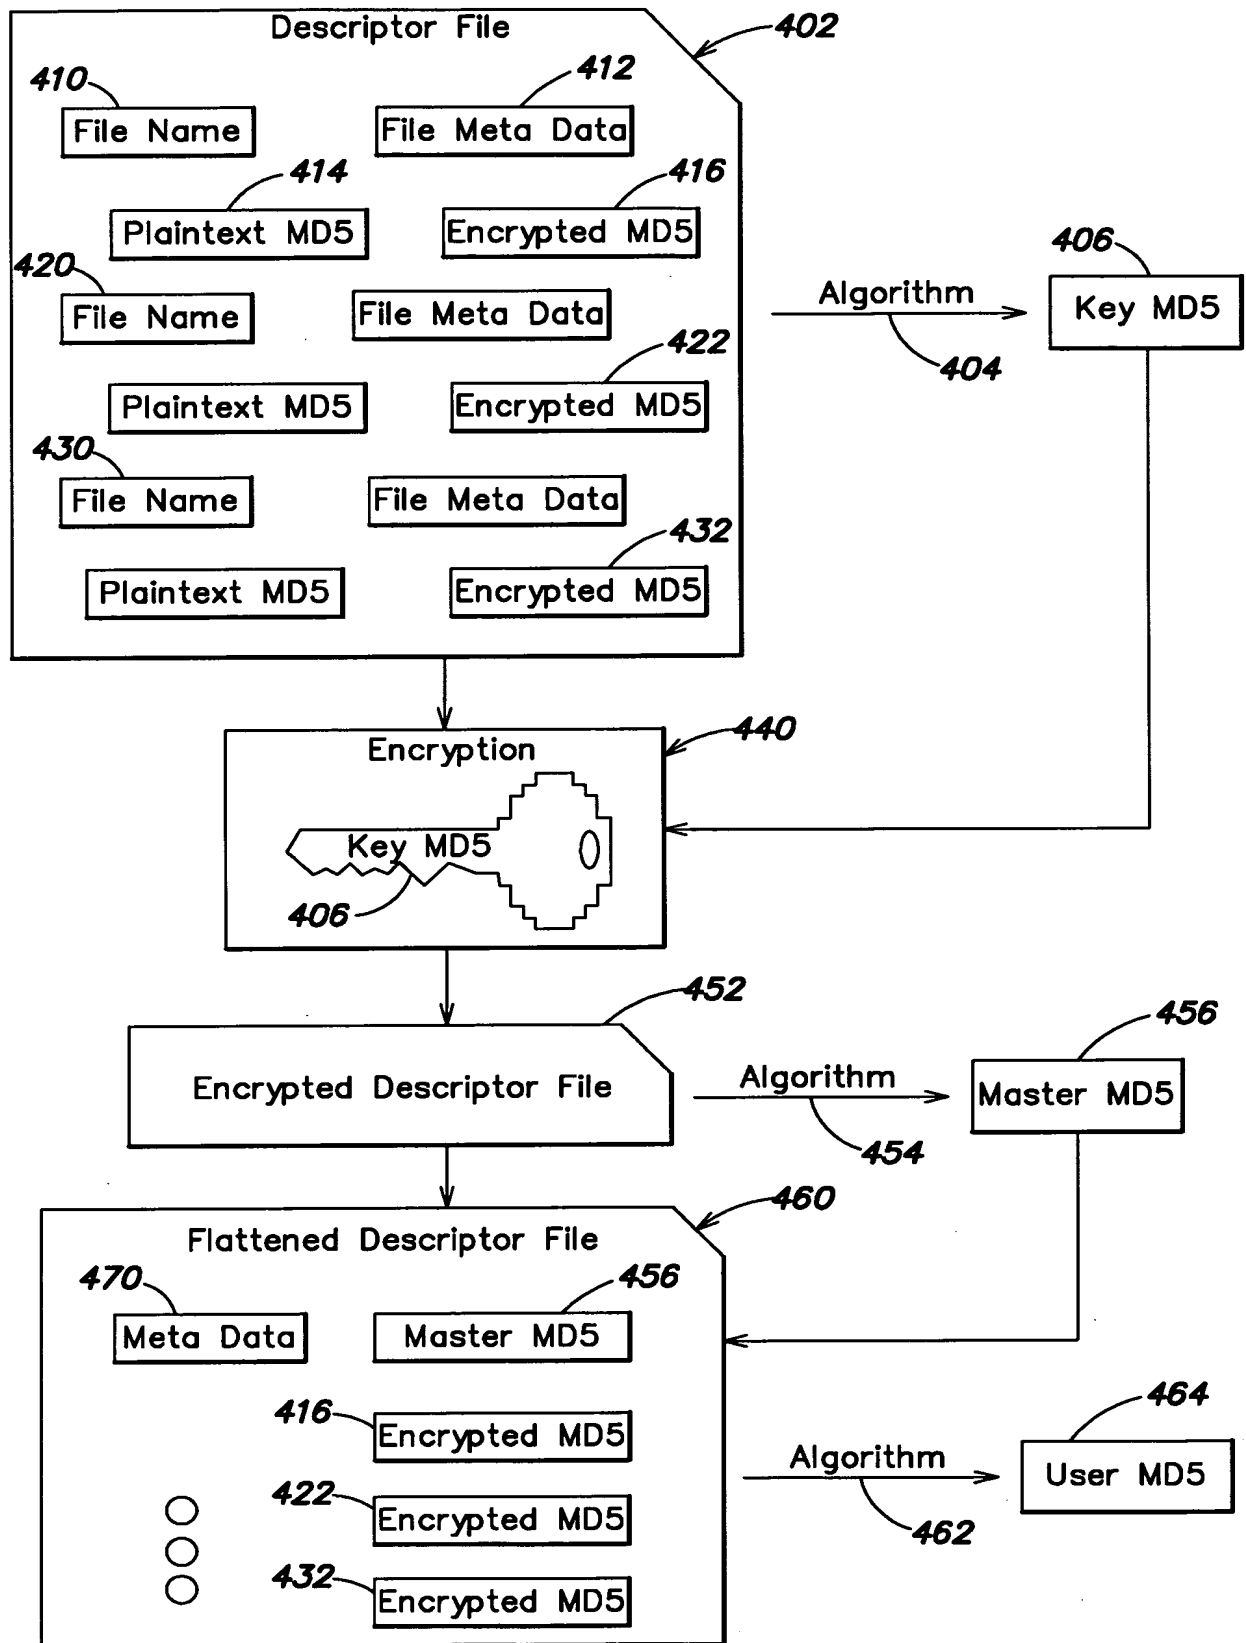 Descriptor File
402
410
412
File Name
File Meta Data
414
416
Plaintext MD5
Encrypted MD5
420
406
File Name
File Meta Data
Algorithm
Key MD5
404
422
Plaintext MD5
Encrypted MD5
430
File Name
File Meta Data
432
Plaintext MD5
Encrypted MD5
440
Encryption
Key MD5
406
452
456
Encrypted Descriptor File
Algorithm
Master MD5
454
460
Flattened Descriptor File
470
456
Meta Data
Master MD5
416
Encrypted MD5
464
Algorithm
User MD5
462
422
Encrypted MD5
432
Encrypted MD5